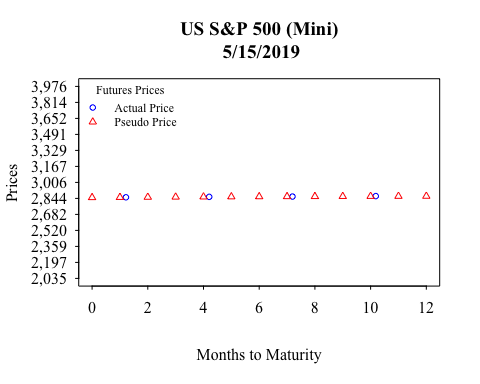 US S&P 500 (Mini)
5/15/2019
Futures Prices
Actual Price
Pseudo Price
Prices
3,976
3,814
3,652
3,491
3,329
3,167
3,006
2,844
2,682
2,520
2,359
2,197
2,035
0 2 4 6 8 10 12
Months to Maturity